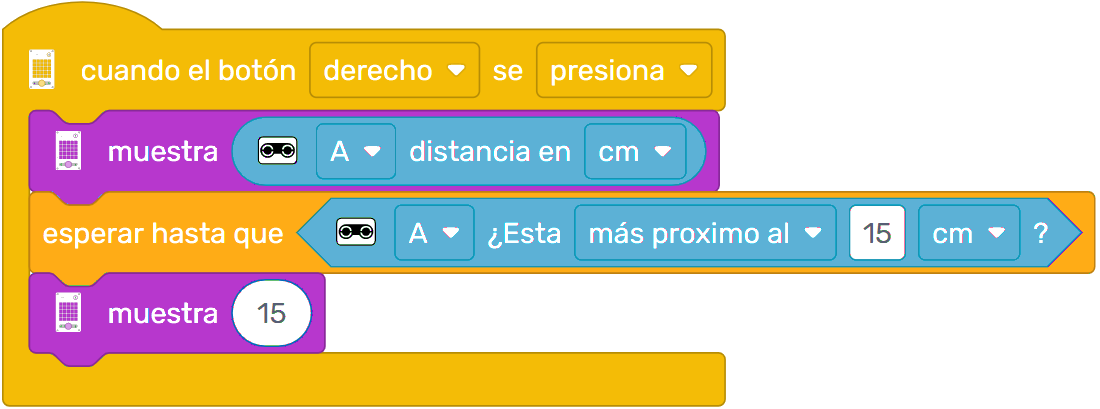 cuando el botón derecho se presiona
muestra A distancia en cm
esperar hasta que A ¿Esta más proximo al 15 cm ?
muestra 15